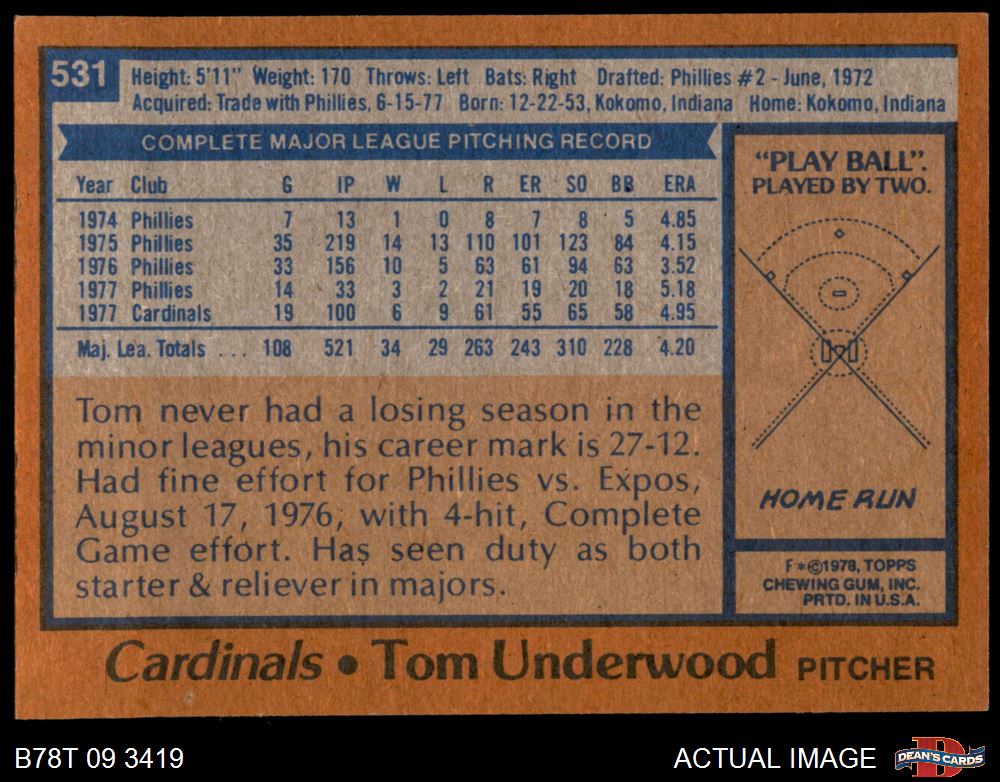 531
Height: 5'11" Weight: 170 Throws: Left Bats: Right Drafted: Phillies #2 - June, 1972
Acquired: Trade with Phillies, 6-15-77 Born: 12-22-53, Kokomo, Indiana Home: Kokomo, Indiana
COMPLETE MAJOR LEAGUE PITCHING RECORD
Year Club G IP W L R ER SO BB ERA
1974 Phillies 7 13 1 0 8 7 8 5 4.85
1975 Phillies 35 219 14 13 110 101 123 84 4.15
1976 Phillies 33 156 10 5 63 61 94 63 3.52
1977 Phillies 14 33 3 2 21 19 20 18 5.18
1977 Cardinals 19 100 6 9 61 55 65 58 4.95
Maj. Lea. Totals ... 108 521 34 29 263 243 310 228 4.20
Tom never had a losing season in the
minor leagues, his career mark is 27-12.
Had fine effort for Phillies vs. Expos,
August 17, 1976, with 4-hit, Complete
Game effort. Has seen duty as both
starter & reliever in majors.
"PLAY BALL".
PLAYED BY TWO.
HOME RUN
F*©1978, TOPPS
CHEWING GUM, INC.
PRTD. IN U.S.A.
Cardinals • Tom Underwood PITCHER
B78T 09 3419
ACTUAL IMAGE
D
DEAN'S CARDS